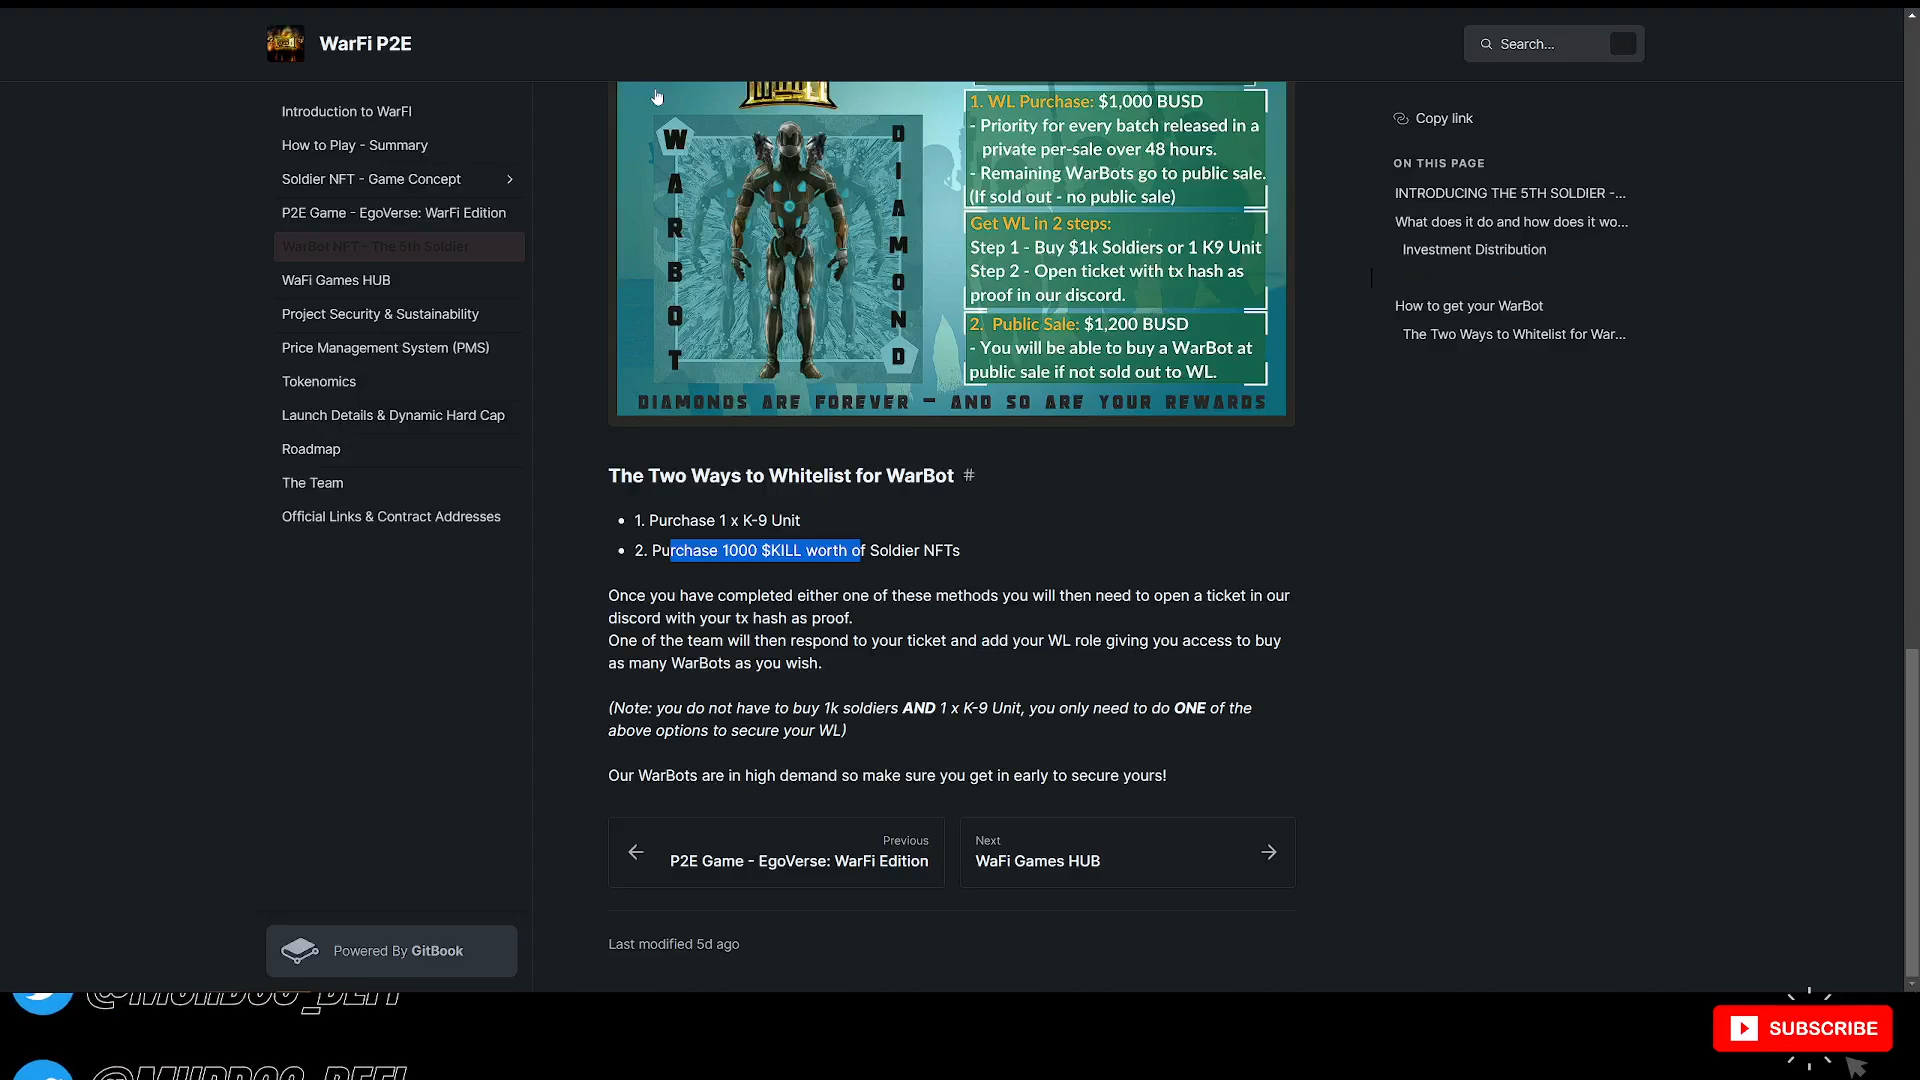 WarFi P2E
Search...
Introduction to WarFI
How to Play - Summary
Soldier NFT - Game Concept
P2E Game - EgoVerse: WarFi Edition
WarBot NFT - The 5th Soldier
WaFi Games HUB
Project Security & Sustainability
Price Management System (PMS)
Tokenomics
Launch Details & Dynamic Hard Cap
Roadmap
The Team
Official Links & Contract Addresses
Powered By GitBook
WARBOT
DIAMOND
1. WL Purchase: $1,000 BUSD
- Priority for every batch released in a
private per-sale over 48 hours.
- Remaining WarBots go to public sale.
(If sold out - no public sale)
Get WL in 2 steps:
Step 1 - Buy $1k Soldiers or 1 K9 Unit
Step 2 - Open ticket with tx hash as
proof in our discord.
2. Public Sale: $1,200 BUSD
- You will be able to buy a WarBot at
public sale if not sold out to WL.
DIAMONDS ARE FOREVER - AND SO ARE YOUR REWARDS
The Two Ways to Whitelist for WarBot #
• 1. Purchase 1 x K-9 Unit
• 2. Purchase 1000 $KILL worth of Soldier NFTs
Once you have completed either one of these methods you will then need to open a ticket in our
discord with your tx hash as proof.
One of the team will then respond to your ticket and add your WL role giving you access to buy
as many WarBots as you wish.
(Note: you do not have to buy 1k soldiers AND 1 x K-9 Unit, you only need to do ONE of the
above options to secure your WL)
Our WarBots are in high demand so make sure you get in early to secure yours!
Previous
P2E Game - EgoVerse: WarFi Edition
Next
WaFi Games HUB
Last modified 5d ago
Copy link
ON THIS PAGE
INTRODUCING THE 5TH SOLDIER -...
What does it do and how does it wo...
Investment Distribution
How to get your WarBot
The Two Ways to Whitelist for War...
SUBSCRIBE